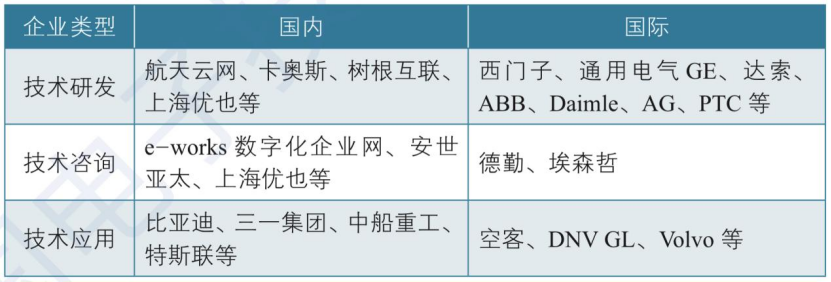 企业类型 国内 国际
技术研发
航天云网、卡奥斯、树根互联、
上海优也等
西门子、通用电气 GE、达索、
ABB、Daimle、AG、PTC 等
技术咨询
e-works 数字化企业网、安世
亚太、上海优也等
德勤、埃森哲
技术应用
比亚迪、三一集团、中船重工、
特斯联等
空客、DNV GL、Volvo 等